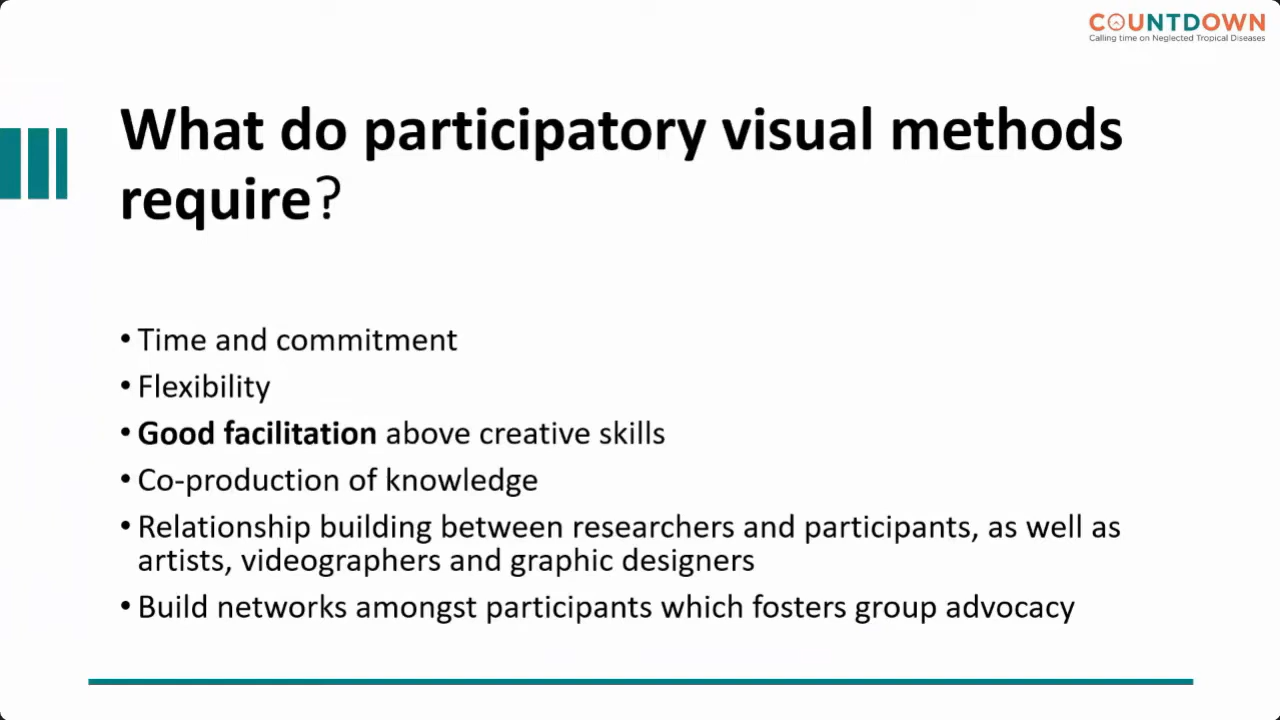 COUNTDOWN
Calling time on Neglected Tropical Diseases
What do participatory visual methods
require?
• Time and commitment
• Flexibility
• Good facilitation above creative skills
• Co-production of knowledge
• Relationship building between researchers and participants, as well as
artists, videographers and graphic designers
• Build networks amongst participants which fosters group advocacy